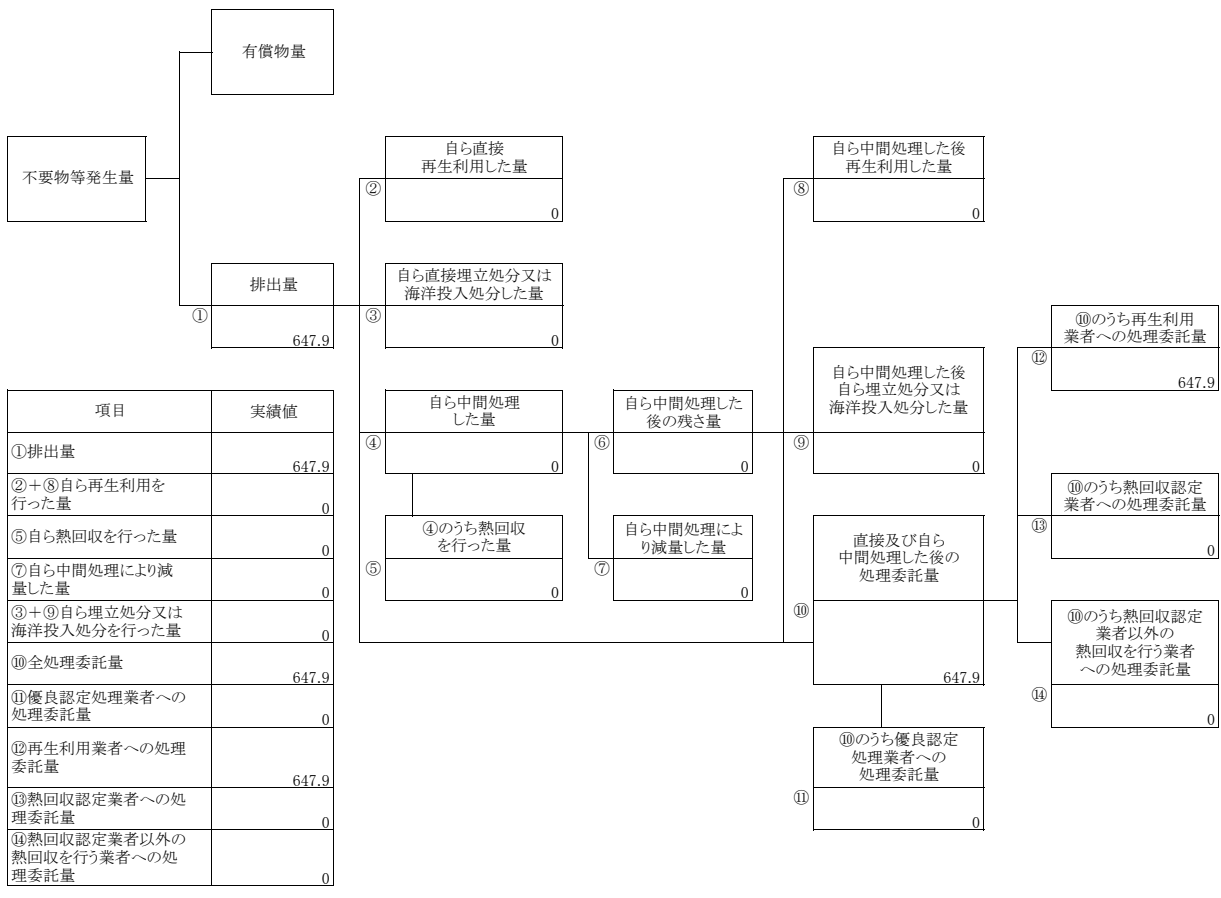 有償物量
不要物等発生量
排出量
①
647.9
自ら直接
再生利用した量
②
0
自ら直接埋立処分又は
海洋投入処分した量
③
0
自ら中間処理
した量
④
0
④のうち熱回収
を行った量
⑤
0
自ら中間処理した
後の残さ量
⑥
0
自ら中間処理によ
り減量した量
⑦
0
自ら中間処理した後
再生利用した量
⑧
0
自ら中間処理した後
自ら埋立処分又は
海洋投入処分した量
⑨
0
直接及び自ら
中間処理した後の
処理委託量
⑩
647.9
⑩のうち優良認定
処理業者への
処理委託量
⑪
0
⑩のうち再生利用
業者への処理委託量
⑫
647.9
⑩のうち熱回収認定
業者への処理委託量
⑬
0
⑩のうち熱回収認定
業者以外の
熱回収を行う業者
への処理委託量
⑭
0
項目 実績値
①排出量
647.9
②+⑧自ら再生利用を
行った量
0
⑤自ら熱回収を行った量
0
⑦自ら中間処理により減
量した量
0
③+⑨自ら埋立処分又は
海洋投入処分を行った量
0
⑩全処理委託量
647.9
⑪優良認定処理業者への
処理委託量
0
⑫再生利用業者への処理
委託量
647.9
⑬熱回収認定業者への処
理委託量
0
⑭熱回収認定業者以外の
熱回収を行う業者への処
理委託量
0